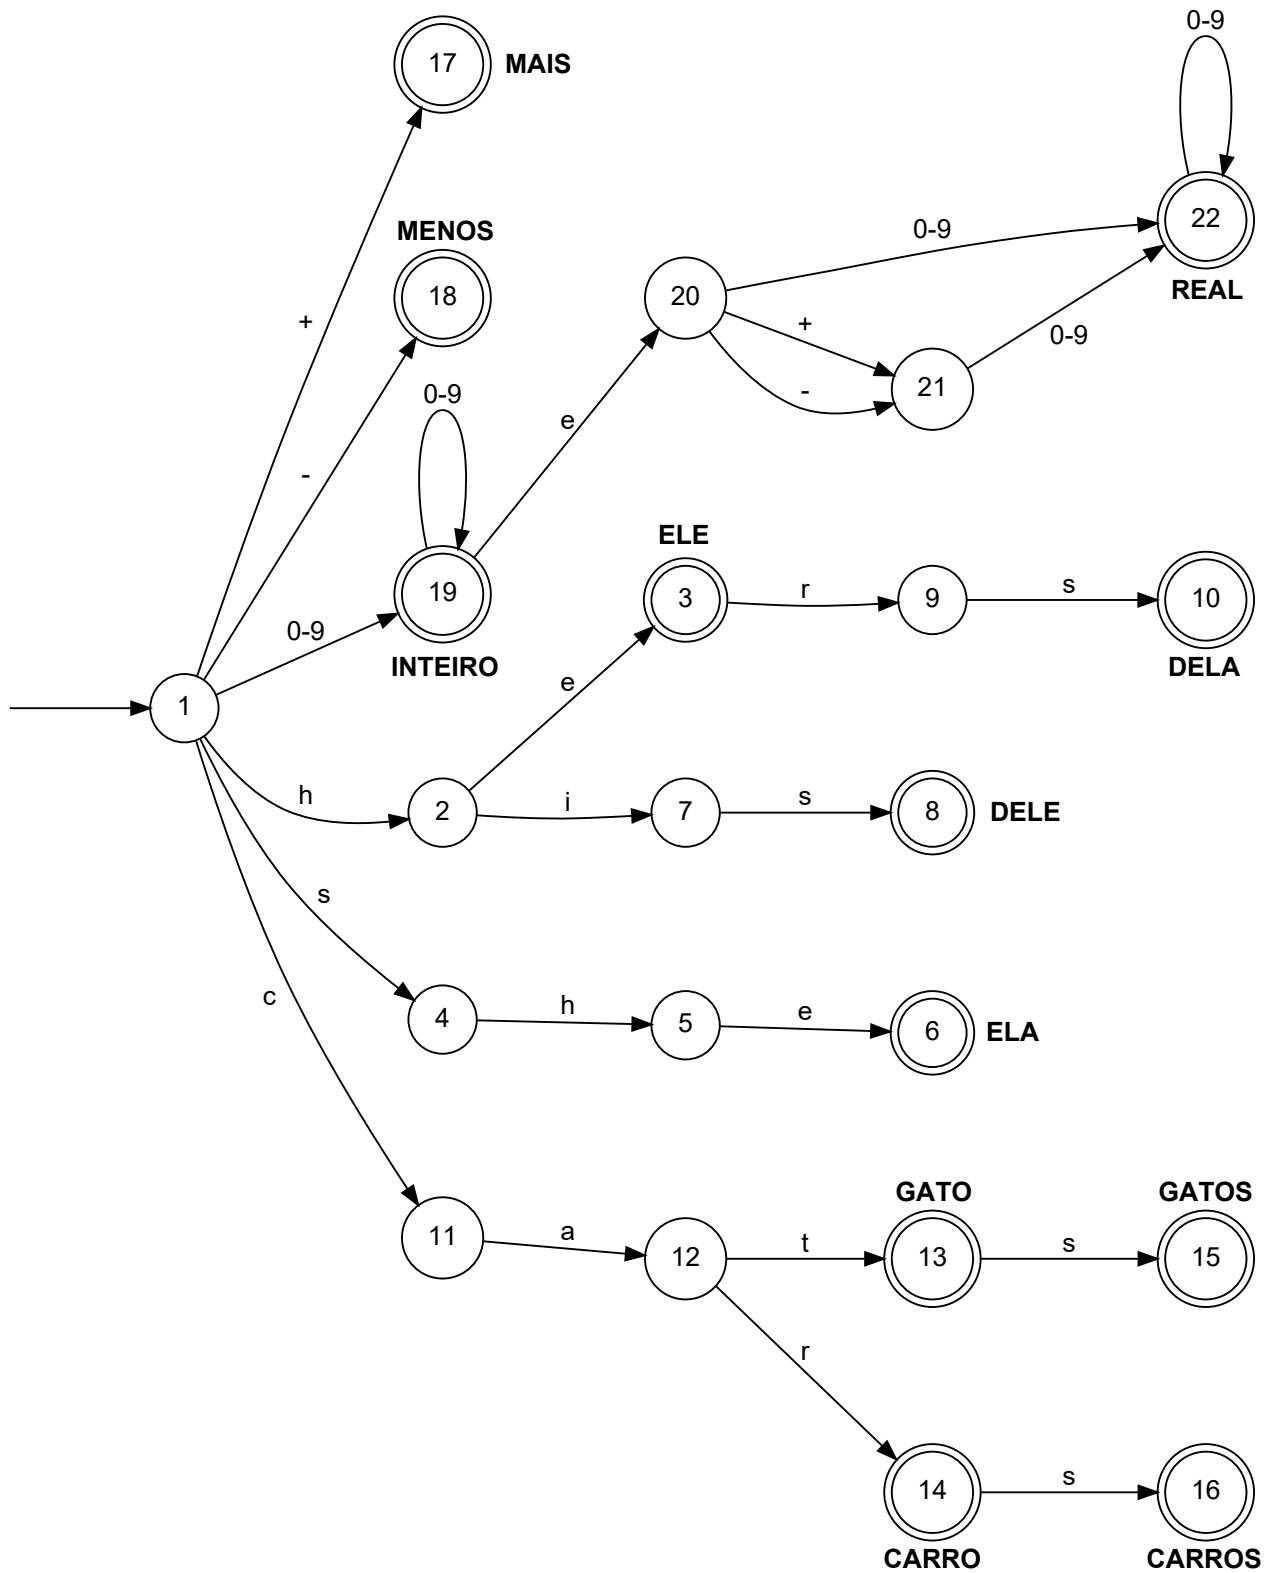 0-9
17 MAIS
22
MENOS
0-9
REAL
18
20
+
+
0-9
21
0-9
-
-
e
ELE
19
3
r
9
s
10
0-9
INTEIRO
DELA
e
1
h
2
i
7
s
8 DELE
s
c
4
h
5
e
6 ELA
GATO
GATOS
11
a
12
t
13
s
15
r
14
s
16
CARRO
CARROS